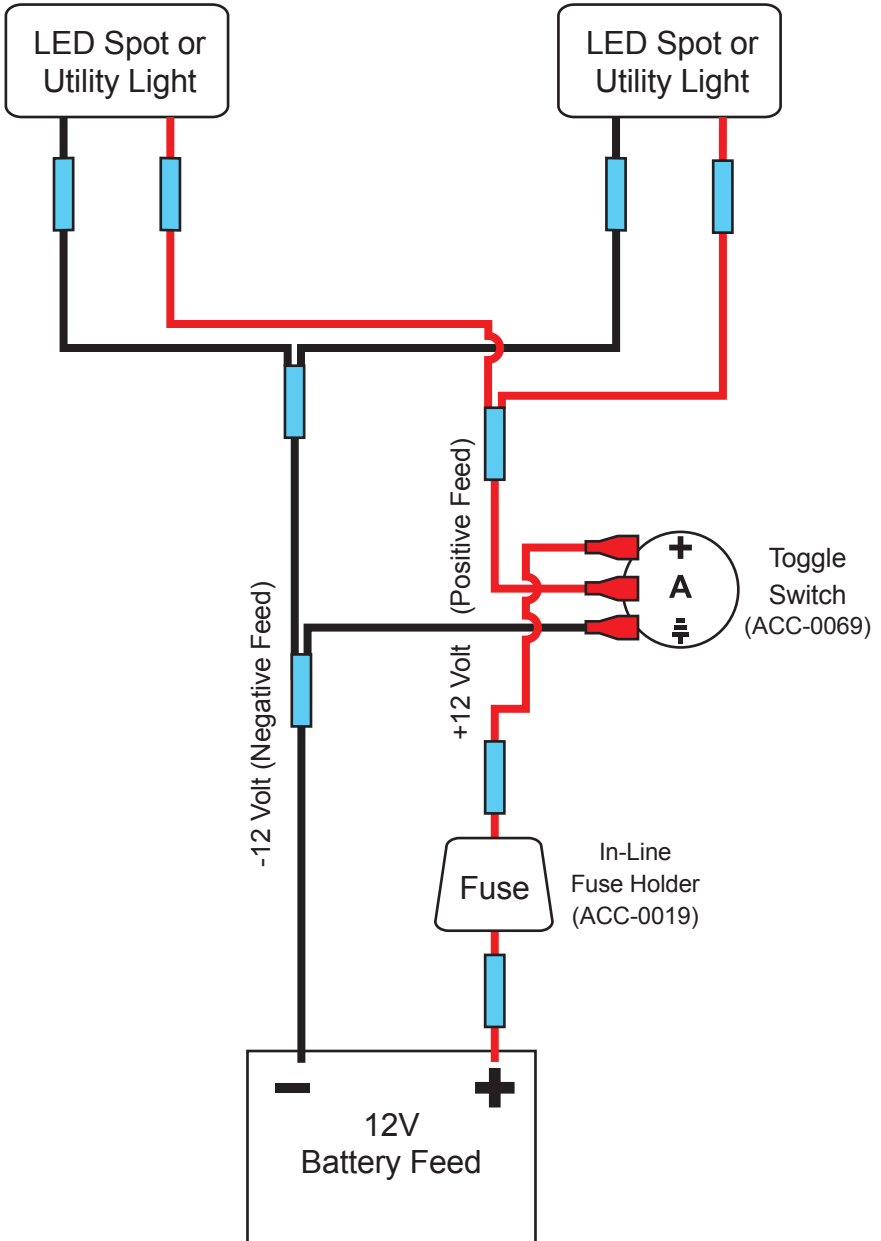 LED Spot or
Utility Light
LED Spot or
Utility Light
+12 Volt (Positive Feed)
-12 Volt (Negative Feed)
+
A
Toggle
Switch
(ACC-0069)
Fuse
In-Line
Fuse Holder
(ACC-0019)
− +
12V
Battery Feed